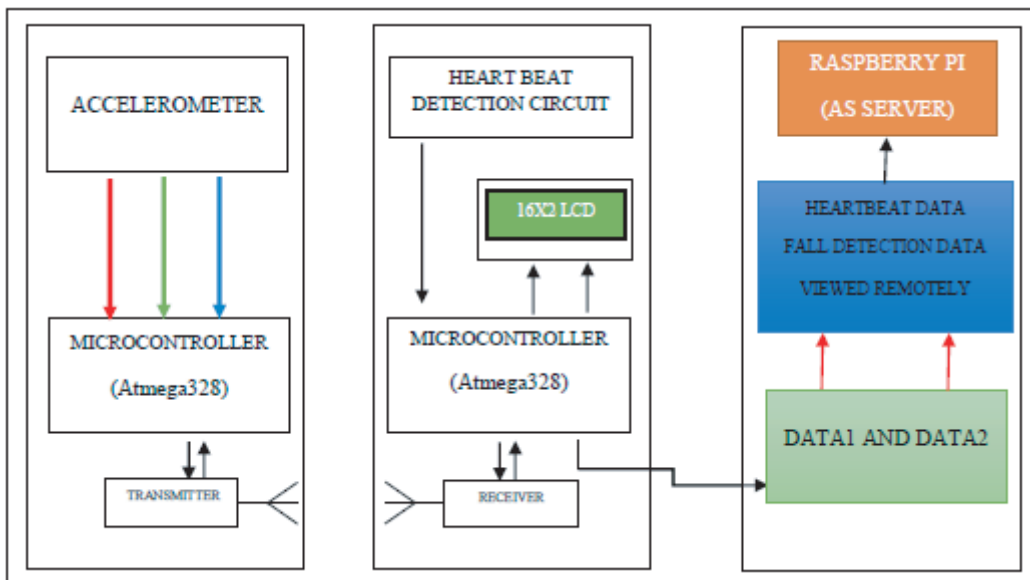 ACCELEROMETER
MICROCONTROLLER
(Atmega328)
TRANSMITTER
HEART BEAT
DETECTION CIRCUIT
16X2 LCD
MICROCONTROLLER
(Atmega328)
RECEIVER
RASPBERRY PI
(AS SERVER)
HEARTBEAT DATA
FALL DETECTION DATA
VIEWED REMOTELY
DATA1 AND DATA2